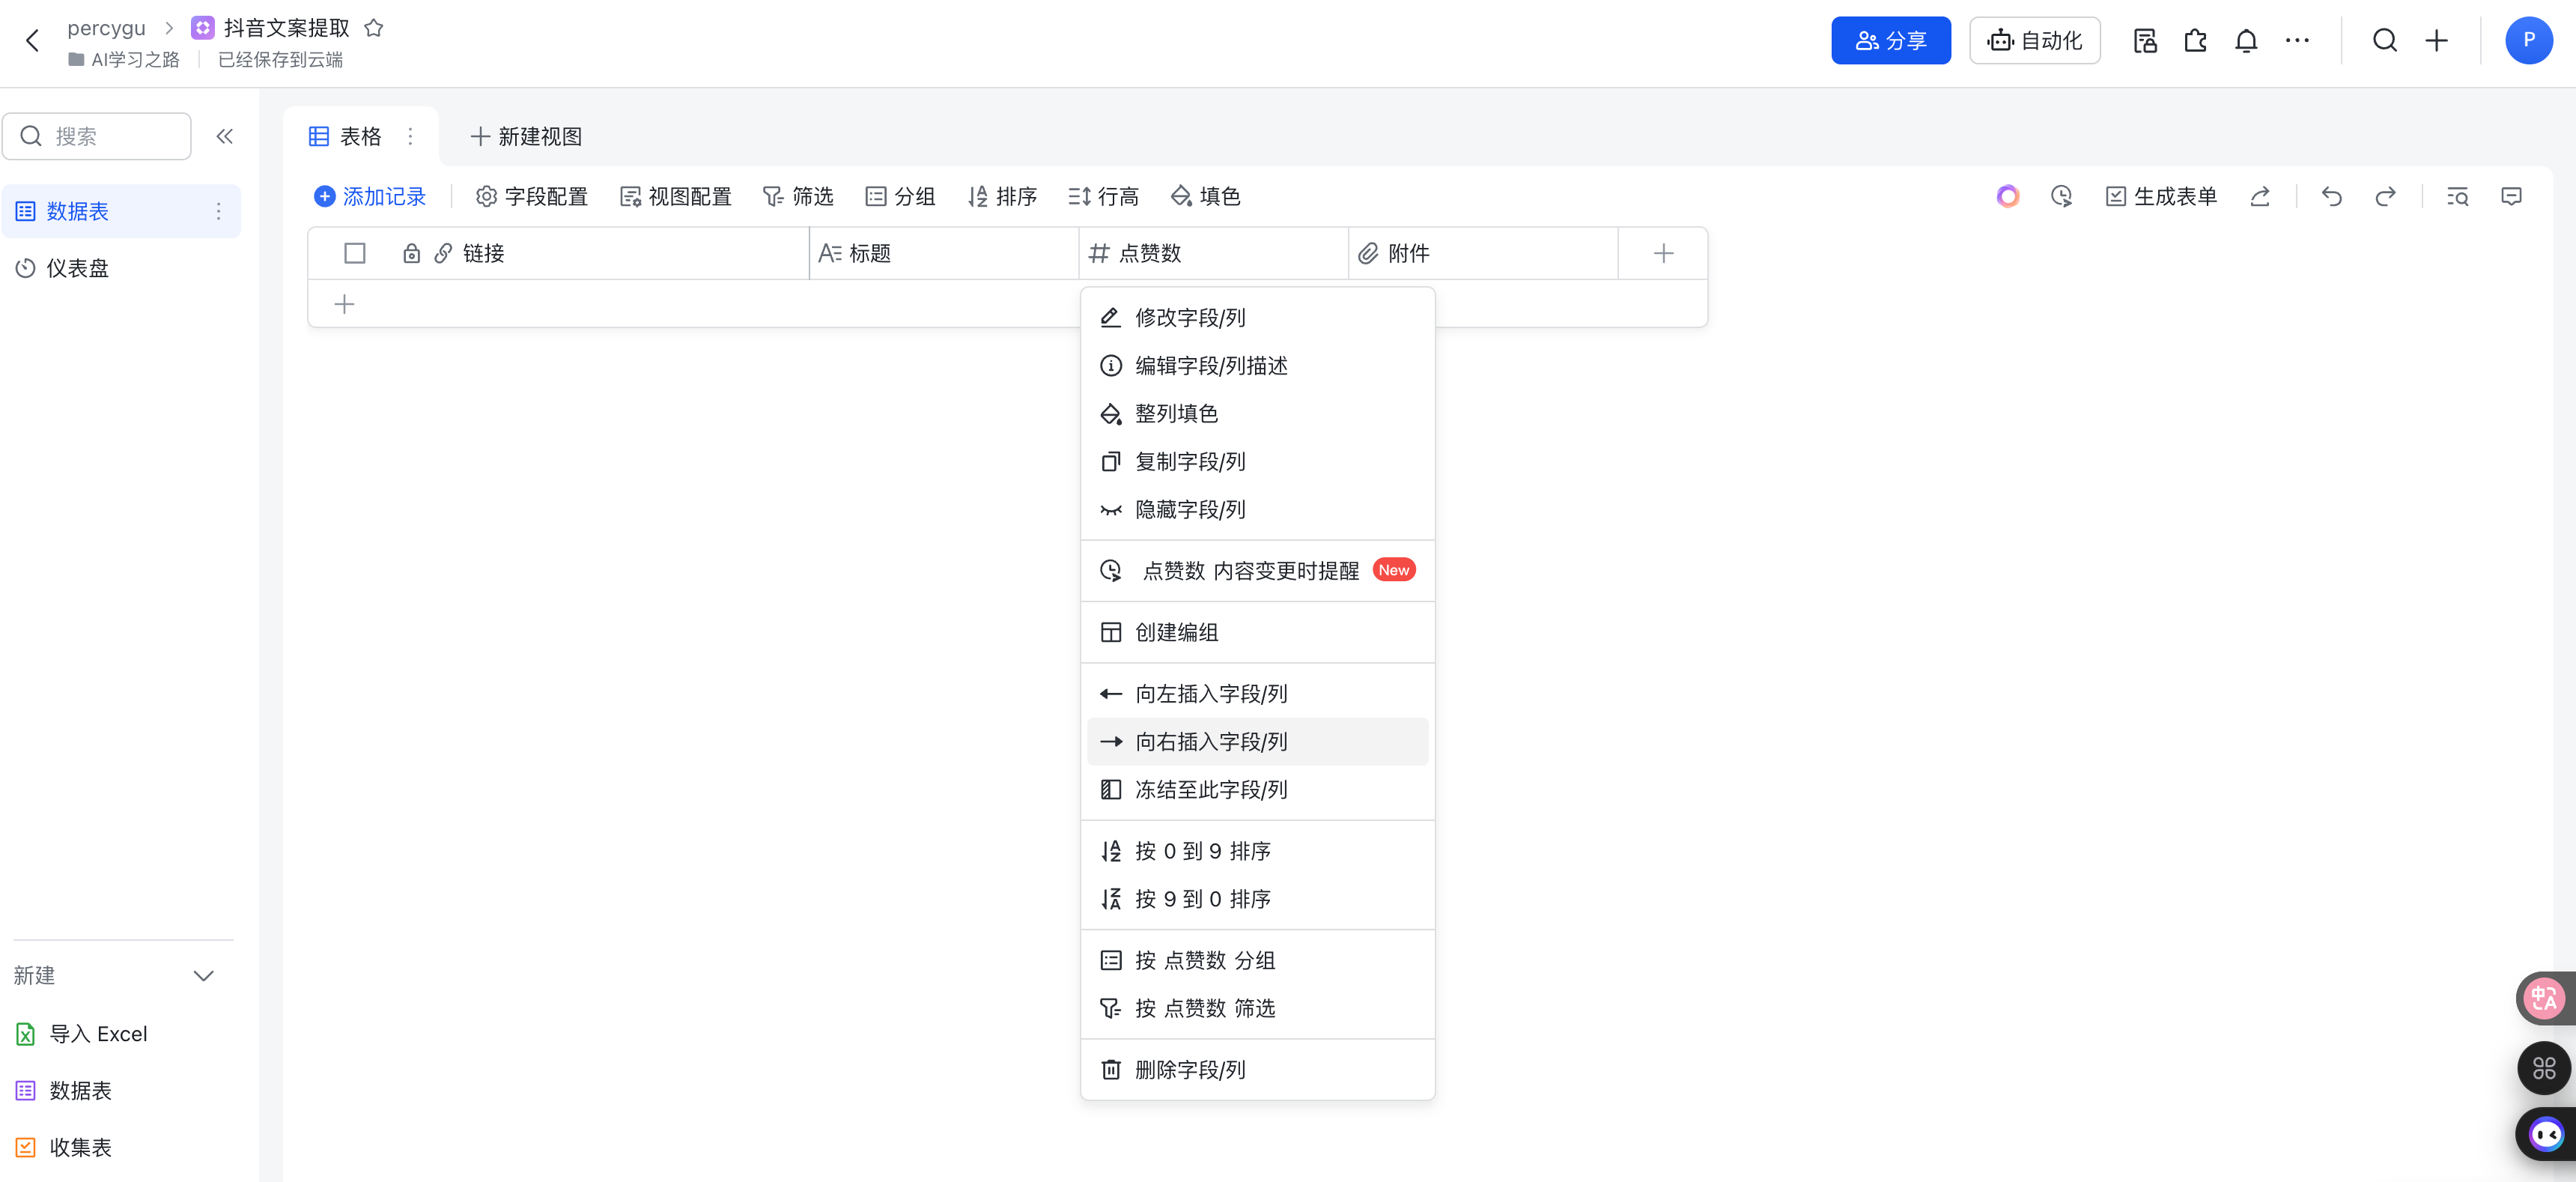 percygu
抖音文案提取
AI学习之路
已经保存到云端
分享
自动化
P
搜索
数据表
仪表盘
表格
新建视图
添加记录
字段配置
视图配置
筛选
分组
排序
行高
填色
生成表单
链接
标题
点赞数
附件
修改字段/列
编辑字段/列描述
整列填色
复制字段/列
隐藏字段/列
点赞数 内容变更时提醒 New
创建编组
向左插入字段/列
向右插入字段/列
冻结至此字段/列
按 0 到 9 排序
按 9 到 0 排序
按 点赞数 分组
按 点赞数 筛选
删除字段/列
新建
导入 Excel
数据表
收集表
中A